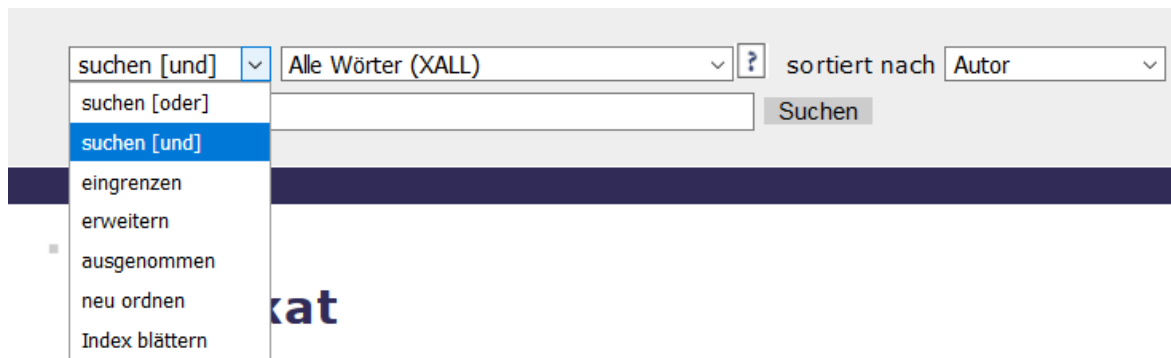 suchen [und] Alle Wörter (XALL) ? sortiert nach Autor
suchen [oder]
Suchen
suchen [und]
eingrenzen
erweitern
ausgenommen
neu ordnen
kat
Index blättern